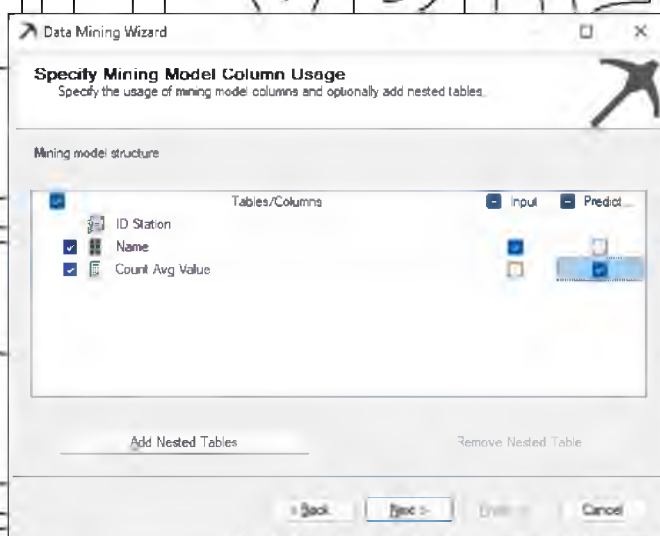 Data Mining Wizard
Specify Mining Model Column Usage
Specify the usage of mining model columns and optionally add nested tables.
Mining model structure
Tables/Columns Input Predict...
ID Station
Name
Count Avg Value
Add Nested Tables Remove Nested Table
< Back Next > Cancel